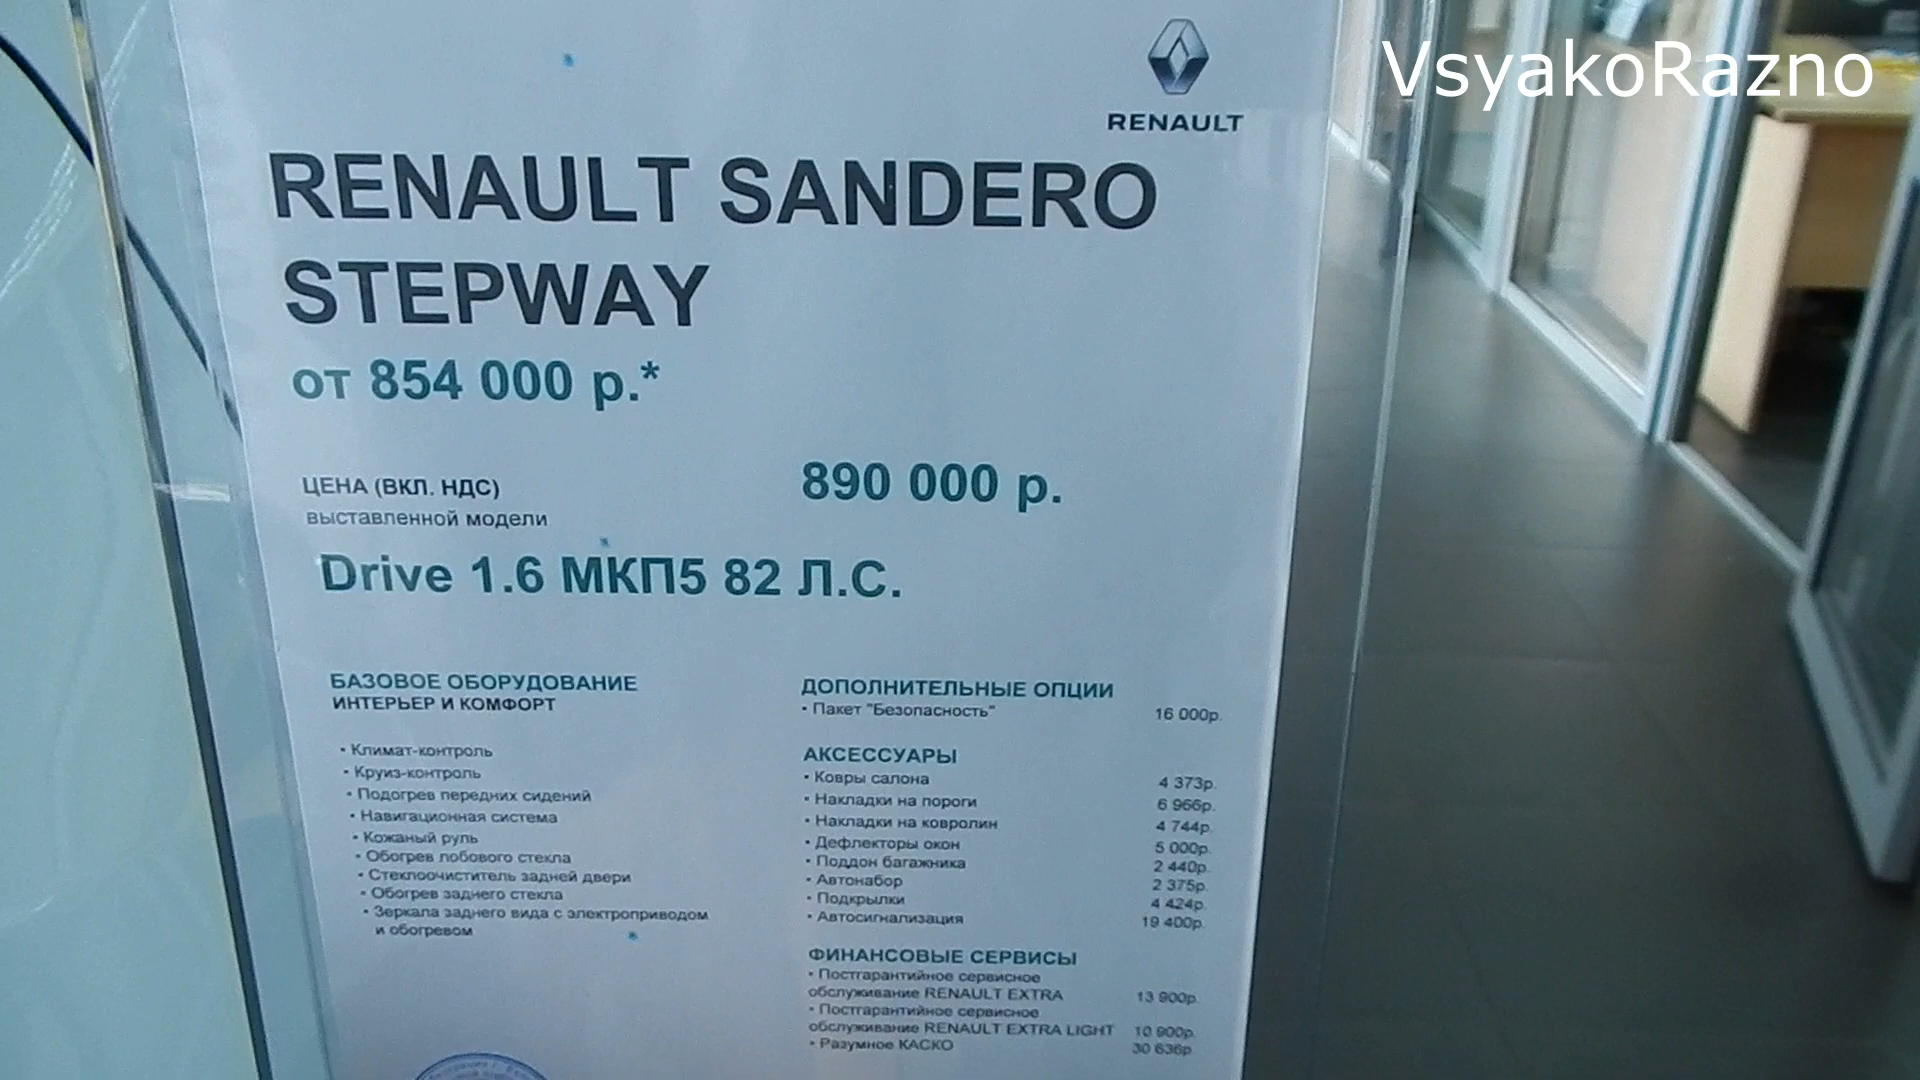 VsyakoRazno
RENAULT
RENAULT SANDERO
STEPWAY
от 854 000 р.*
ЦЕНА (ВКЛ. НДС)
890 000 р.
выставленной модели
Drive 1.6 МКП5 82 Л.С.
БАЗОВОЕ ОБОРУДОВАНИЕ
ИНТЕРЬЕР И КОМФОРТ
• Климат-контроль
• Круиз-контроль
• Подогрев передних сидений
• Навигационная система
• Кожаный руль
• Обогрев лобового стекла
• Стеклоочиститель задней двери
• Обогрев заднего стекла
• Зеркала заднего вида с электроприводом
и обогревом
ДОПОЛНИТЕЛЬНЫЕ ОПЦИИ
• Пакет "Безопасность" 16 000р.
АКСЕССУАРЫ
• Ковры салона 4 373р.
• Накладки на пороги 6 966р.
• Накладки на ковролин 4 744р.
• Дефлекторы окон 5 000р.
• Поддон багажника 2 440р.
• Автонабор 2 375р.
• Подкрылки 4 424р.
• Автосигнализация 19 400р.
ФИНАНСОВЫЕ СЕРВИСЫ
• Постгарантийное сервисное
обслуживание RENAULT EXTRA 13 900р.
• Постгарантийное сервисное
обслуживание RENAULT EXTRA LIGHT 10 900р.
• Разумное КАСКО 30 636р.